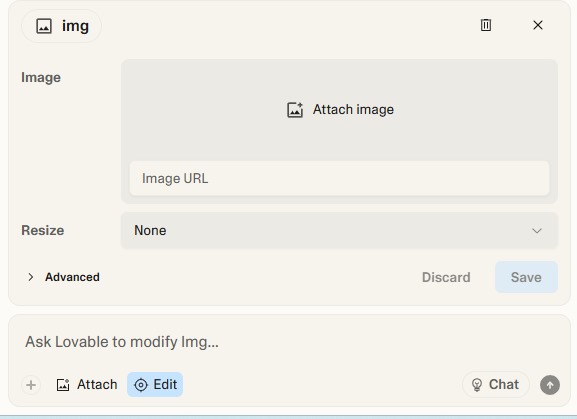 img
Image
Attach image
Image URL
Resize
None
Advanced
Discard
Save
Ask Lovable to modify Img...
Attach
Edit
Chat